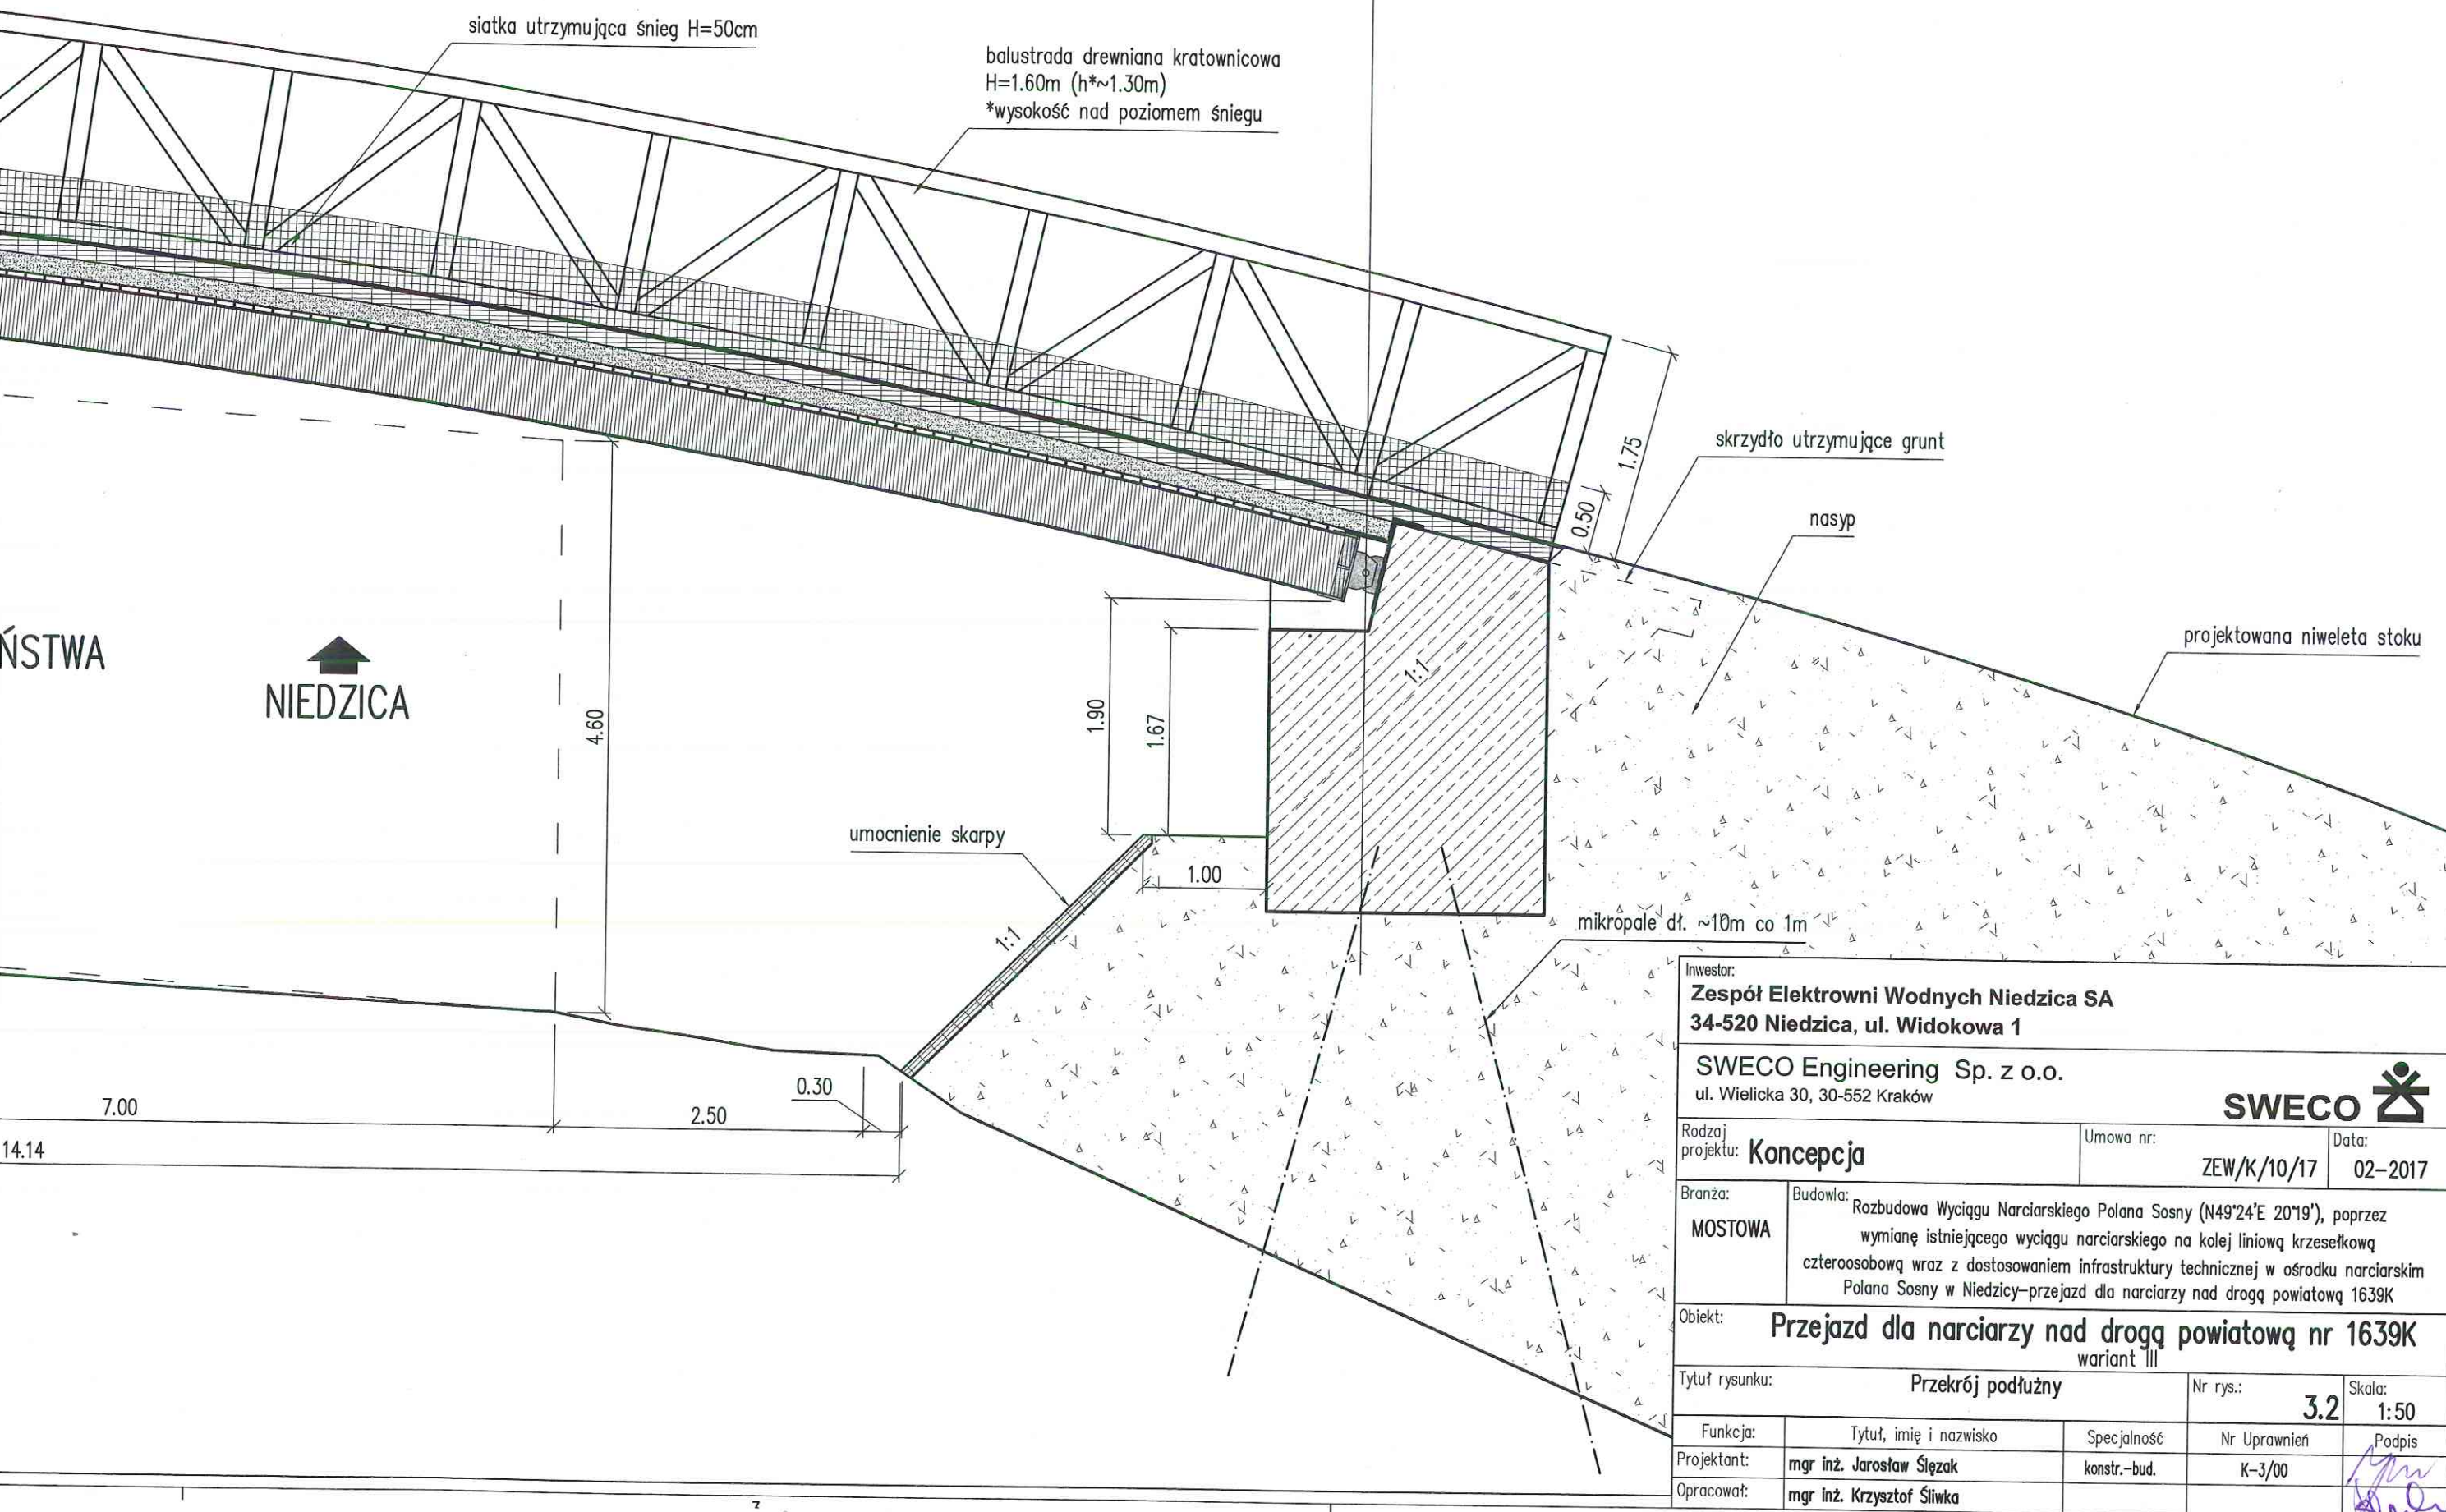 siatka utrzymująca śnieg H=50cm
balustrada drewniana kratownicowa
H=1.60m (h*~1.30m)
*wysokość nad poziomem śniegu
1.75
0.50
skrzydło utrzymujące grunt
nasyp
projektowana niweleta stoku
ŃSTWA
NIEDZICA
4.60
1.90
1.67
1:1
umocnienie skarpy
1.00
1:1
mikropale dł. ~10m co 1m
0.30
7.00
2.50
14.14
Inwestor:
Zespół Elektrowni Wodnych Niedzica SA
34-520 Niedzica, ul. Widokowa 1
SWECO Engineering Sp. z o.o.
ul. Wielicka 30, 30-552 Kraków
SWECO
Rodzaj projektu: Koncepcja
Umowa nr: ZEW/K/10/17
Data: 02-2017
Branża: MOSTOWA
Budowla: Rozbudowa Wyciągu Narciarskiego Polana Sosny (N49°24'E 20°19'), poprzez
wymianę istniejącego wyciągu narciarskiego na kolej liniową krzesełkową
czteroosobową wraz z dostosowaniem infrastruktury technicznej w ośrodku narciarskim
Polana Sosny w Niedzicy-przejazd dla narciarzy nad drogą powiatową 1639K
Obiekt: Przejazd dla narciarzy nad drogą powiatową nr 1639K
wariant III
Tytuł rysunku: Przekrój podłużny
Nr rys.: 3.2
Skala: 1:50
Funkcja: Tytuł, imię i nazwisko Specjalność Nr Uprawnień Podpis
Projektant: mgr inż. Jarosław Ślęzak konstr.-bud. K-3/00
Opracował: mgr inż. Krzysztof Śliwka